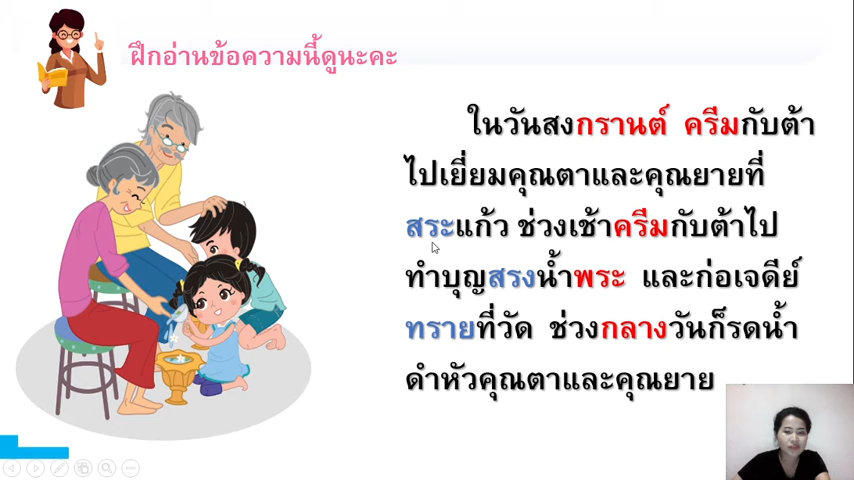 ฝึกอ่านข้อความนี้ดูนะคะ
ในวันสงกรานต์ ครีมกับต้า
ไปเยี่ยมคุณตาและคุณยายที่
สระแก้ว ช่วงเช้าครีมกับต้าไป
ทำบุญสรงน้ำพระ และก่อเจดีย์
ทรายที่วัด ช่วงกลางวันก็รดน้ำ
ดำหัวคุณตาและคุณยาย